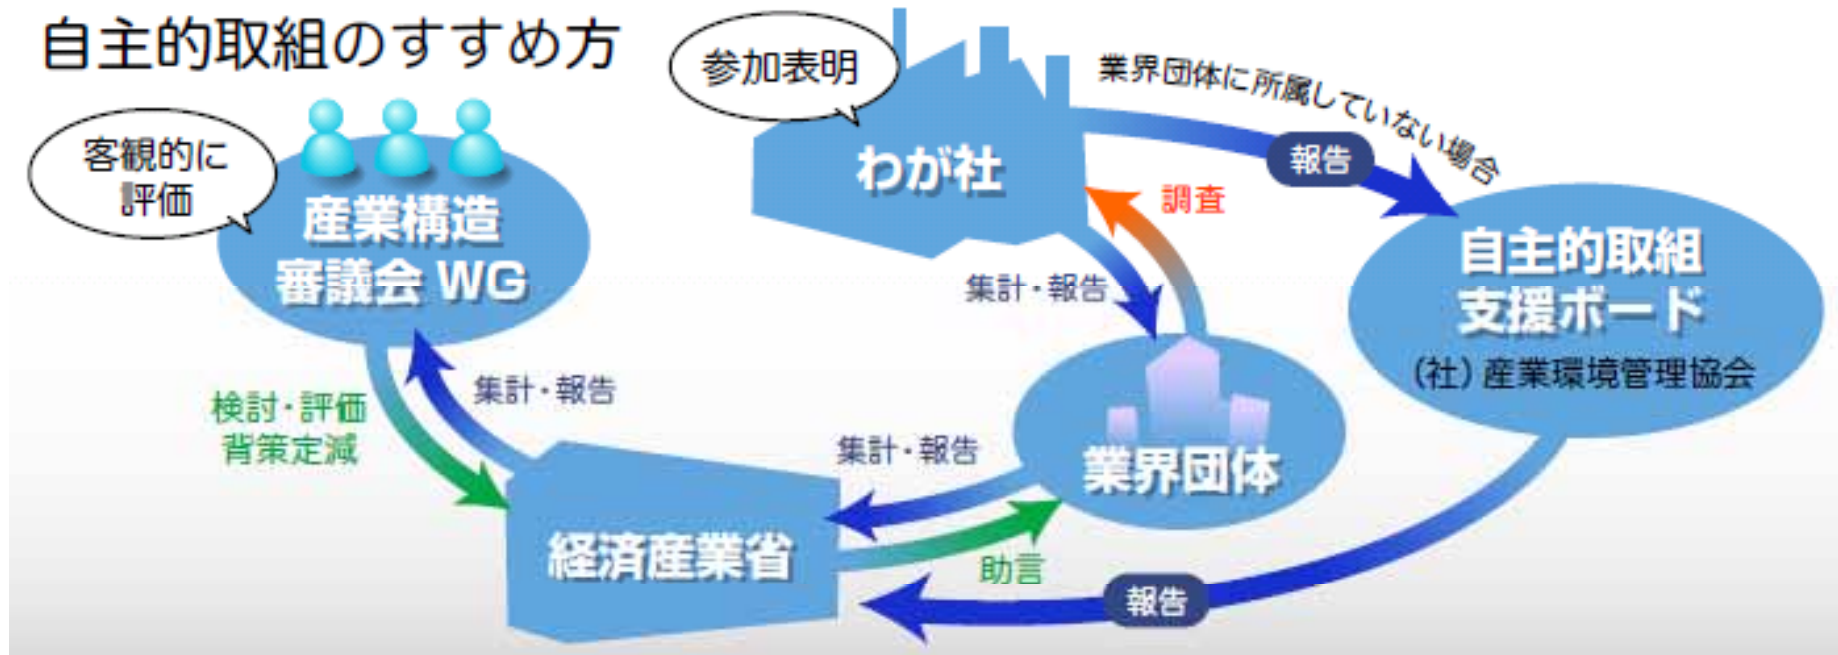 自主的取組のすすめ方
客観的に
評価
産業構造
審議会 WG
参加表明
わが社
業界団体に所属していない場合
報告
調査
集計・報告
自主的取組
支援ボード
(社)産業環境管理協会
検討・評価
背策定減
集計・報告
集計・報告
業界団体
経済産業省
助言
報告